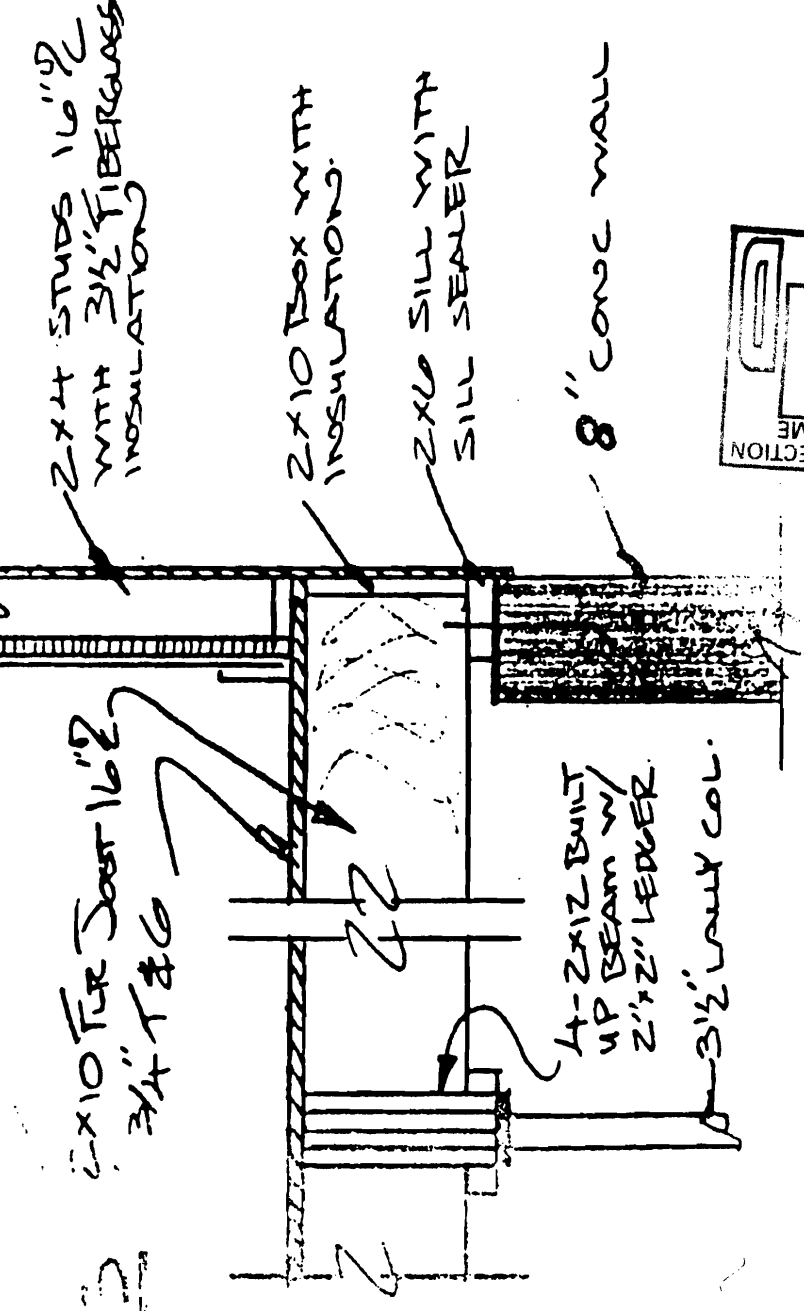 2x4 STUDS 16" O/C
WITH 3½" FIBERGLASS
INSULATION
2x10 BOX WITH
INSULATION.
2x6 SILL WITH
SILL SEALER
8" CONC WALL
2x10 FLR JOIST 16"
3/4" T & G
4-2x12 BUILT
UP BEAM W/
2"x2" LEDGER.
3½" LALLY COL.